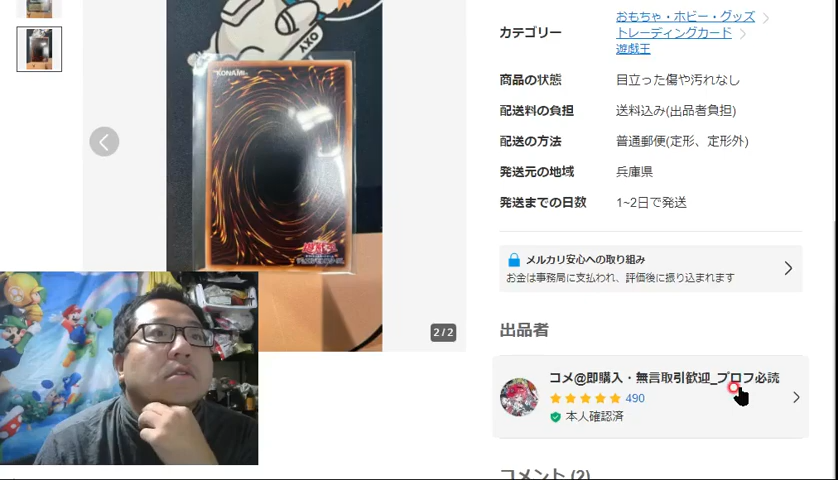 カテゴリー
おもちゃ・ホビー・グッズ
トレーディングカード
遊戯王
商品の状態
目立った傷や汚れなし
配送料の負担
送料込み(出品者負担)
配送の方法
普通郵便(定形、定形外)
発送元の地域
兵庫県
発送までの日数
1~2日で発送
メルカリ安心への取り組み
お金は事務局に支払われ、評価後に振り込まれます
出品者
コメ@即購入・無言取引歓迎_プロフ必読
490
本人確認済
コメント (2)
KONAMI
遊戯王
2/2